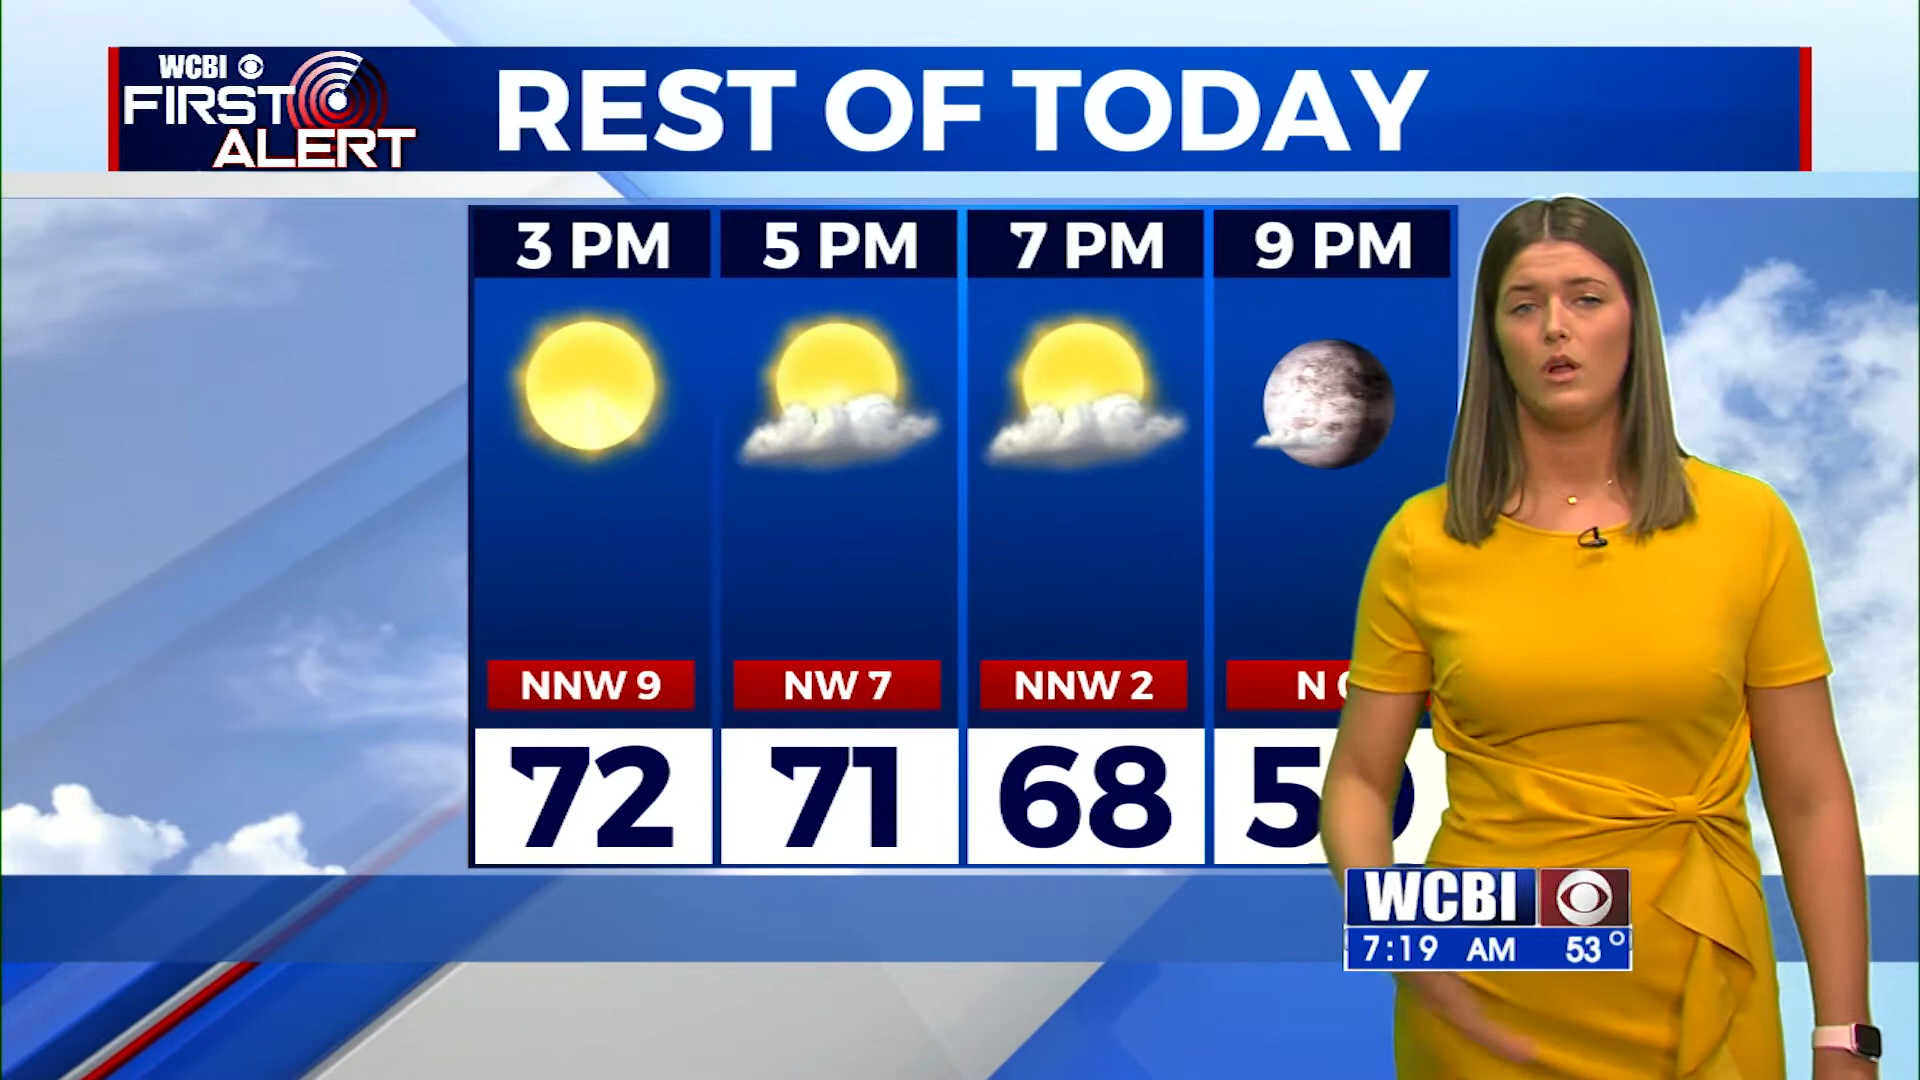 WCBI
FIRST
ALERT
REST OF TODAY
3 PM
5 PM
7 PM
9 PM
NNW 9
NW 7
NNW 2
N
72
71
68
WCBI
7:19 AM 53°